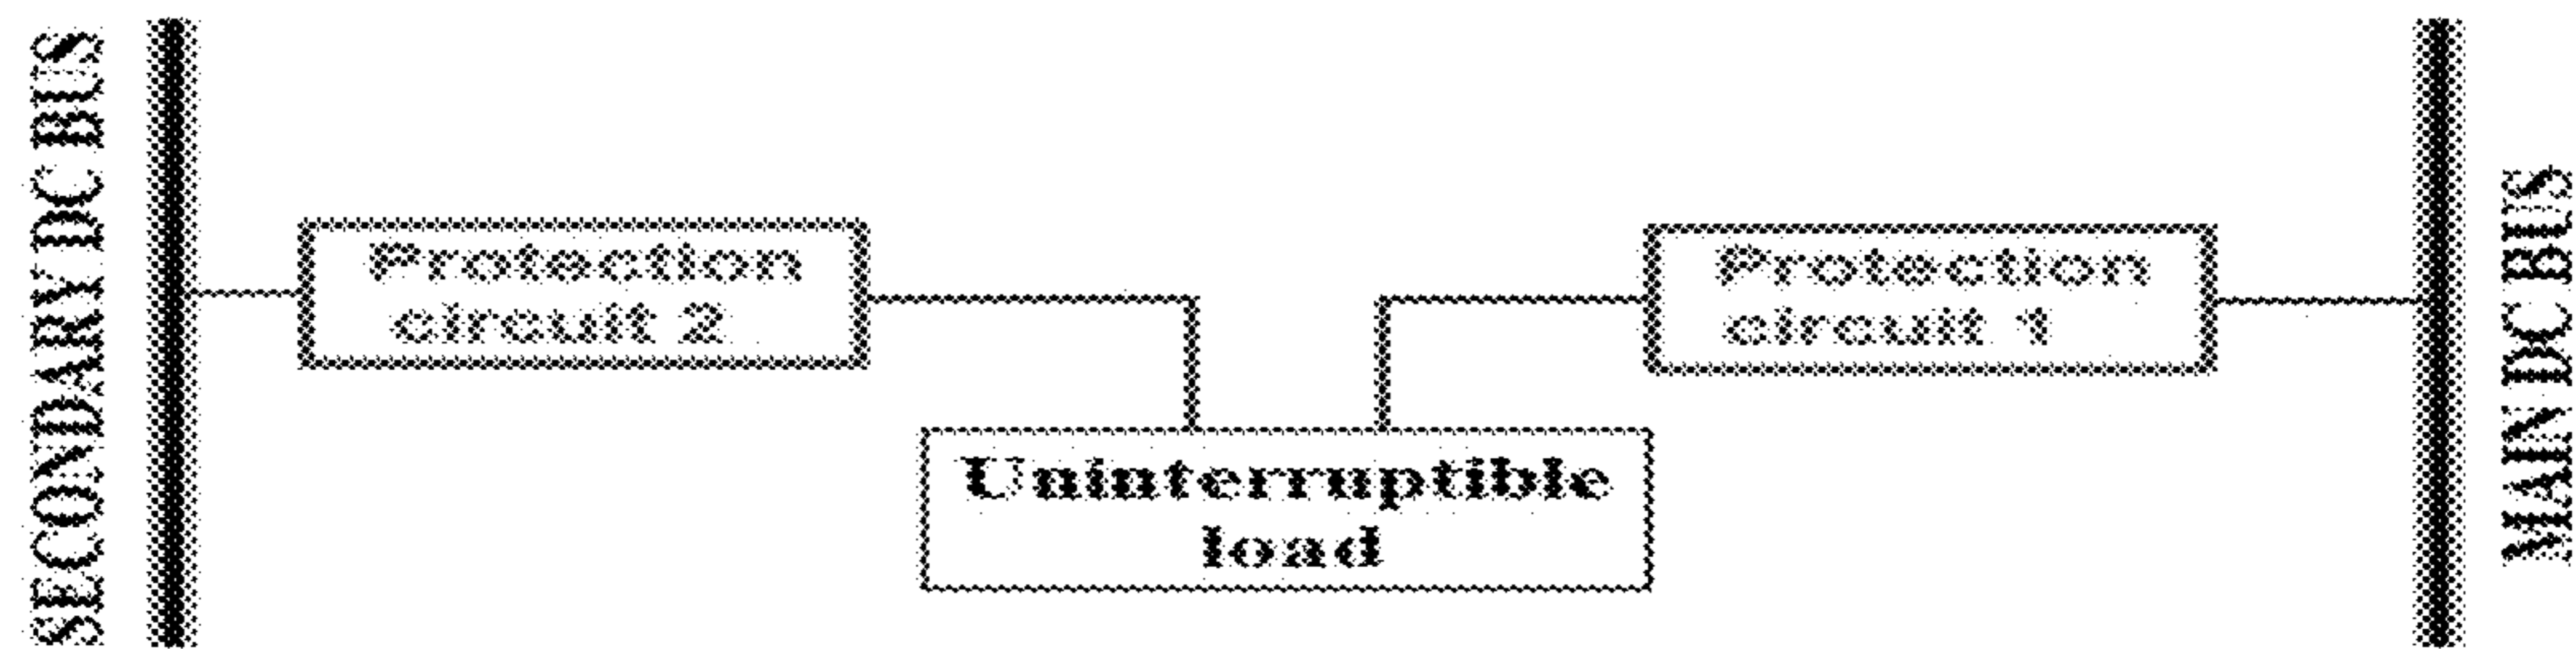 SECONDARY DC BUS
Protection
circuit 2
Protection
circuit 1
Uninterruptible
load
MAIN DC BUS